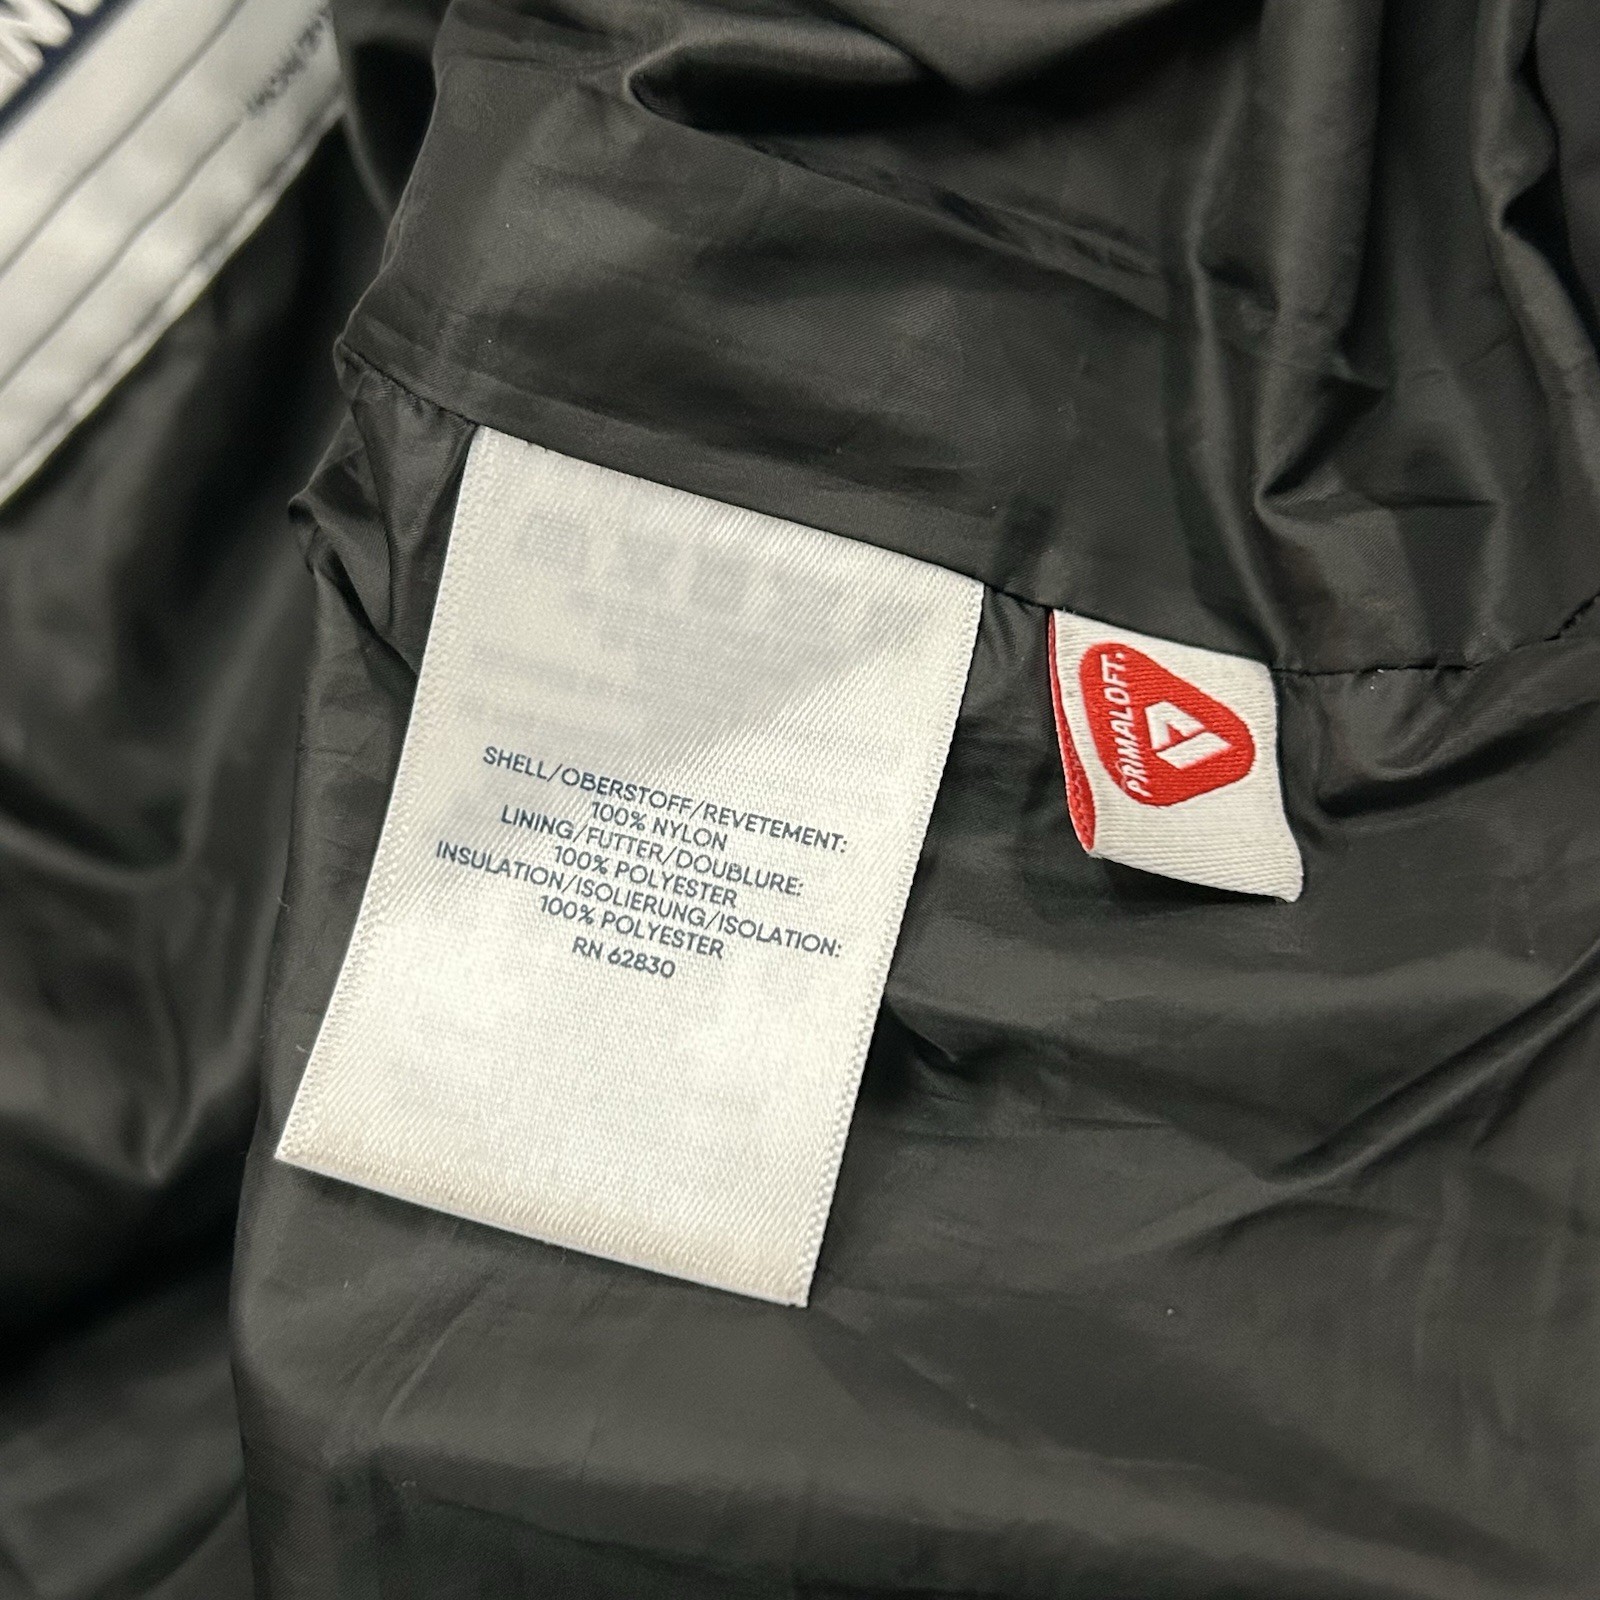 SHELL/OBERSTOFF/REVETEMENT:
100% NYLON
LINING/FUTTER/DOUBLURE:
100% POLYESTER
INSULATION/ISOLIERUNG/ISOLATION:
100% POLYESTER
RN 62830
PRIMALOFT.